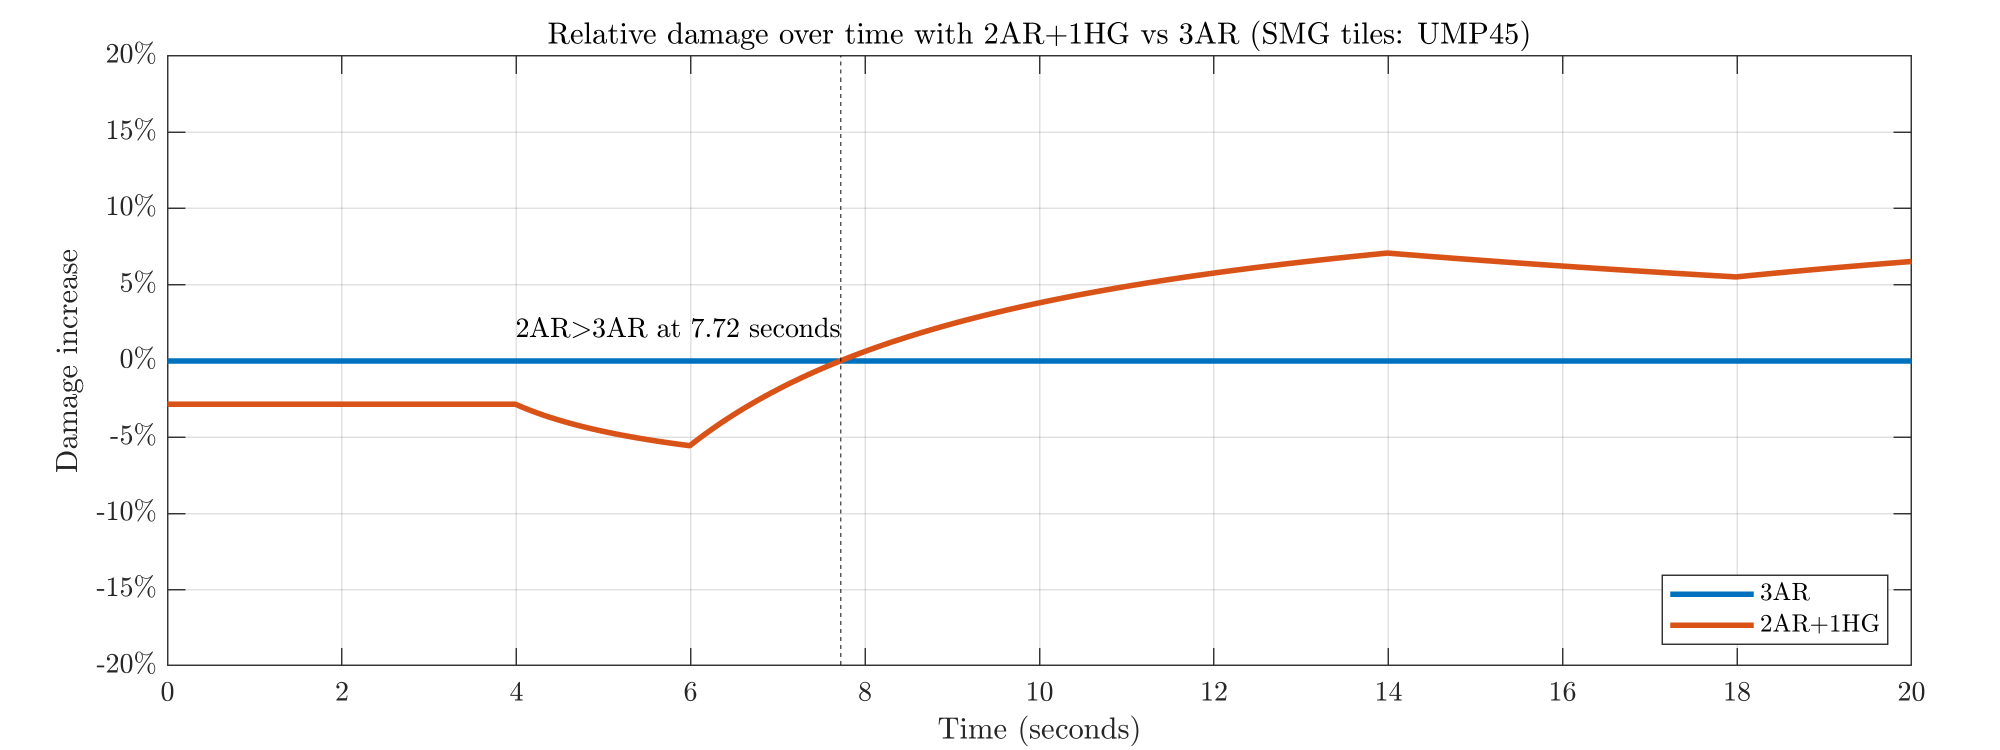 Relative damage over time with 2AR+1HG vs 3AR (SMG tiles: UMP45)
20%
15%
10%
5%
0%
-5%
-10%
-15%
-20%
Damage increase
2AR>3AR at 7.72 seconds
3AR
2AR+1HG
0 2 4 6 8 10 12 14 16 18 20
Time (seconds)